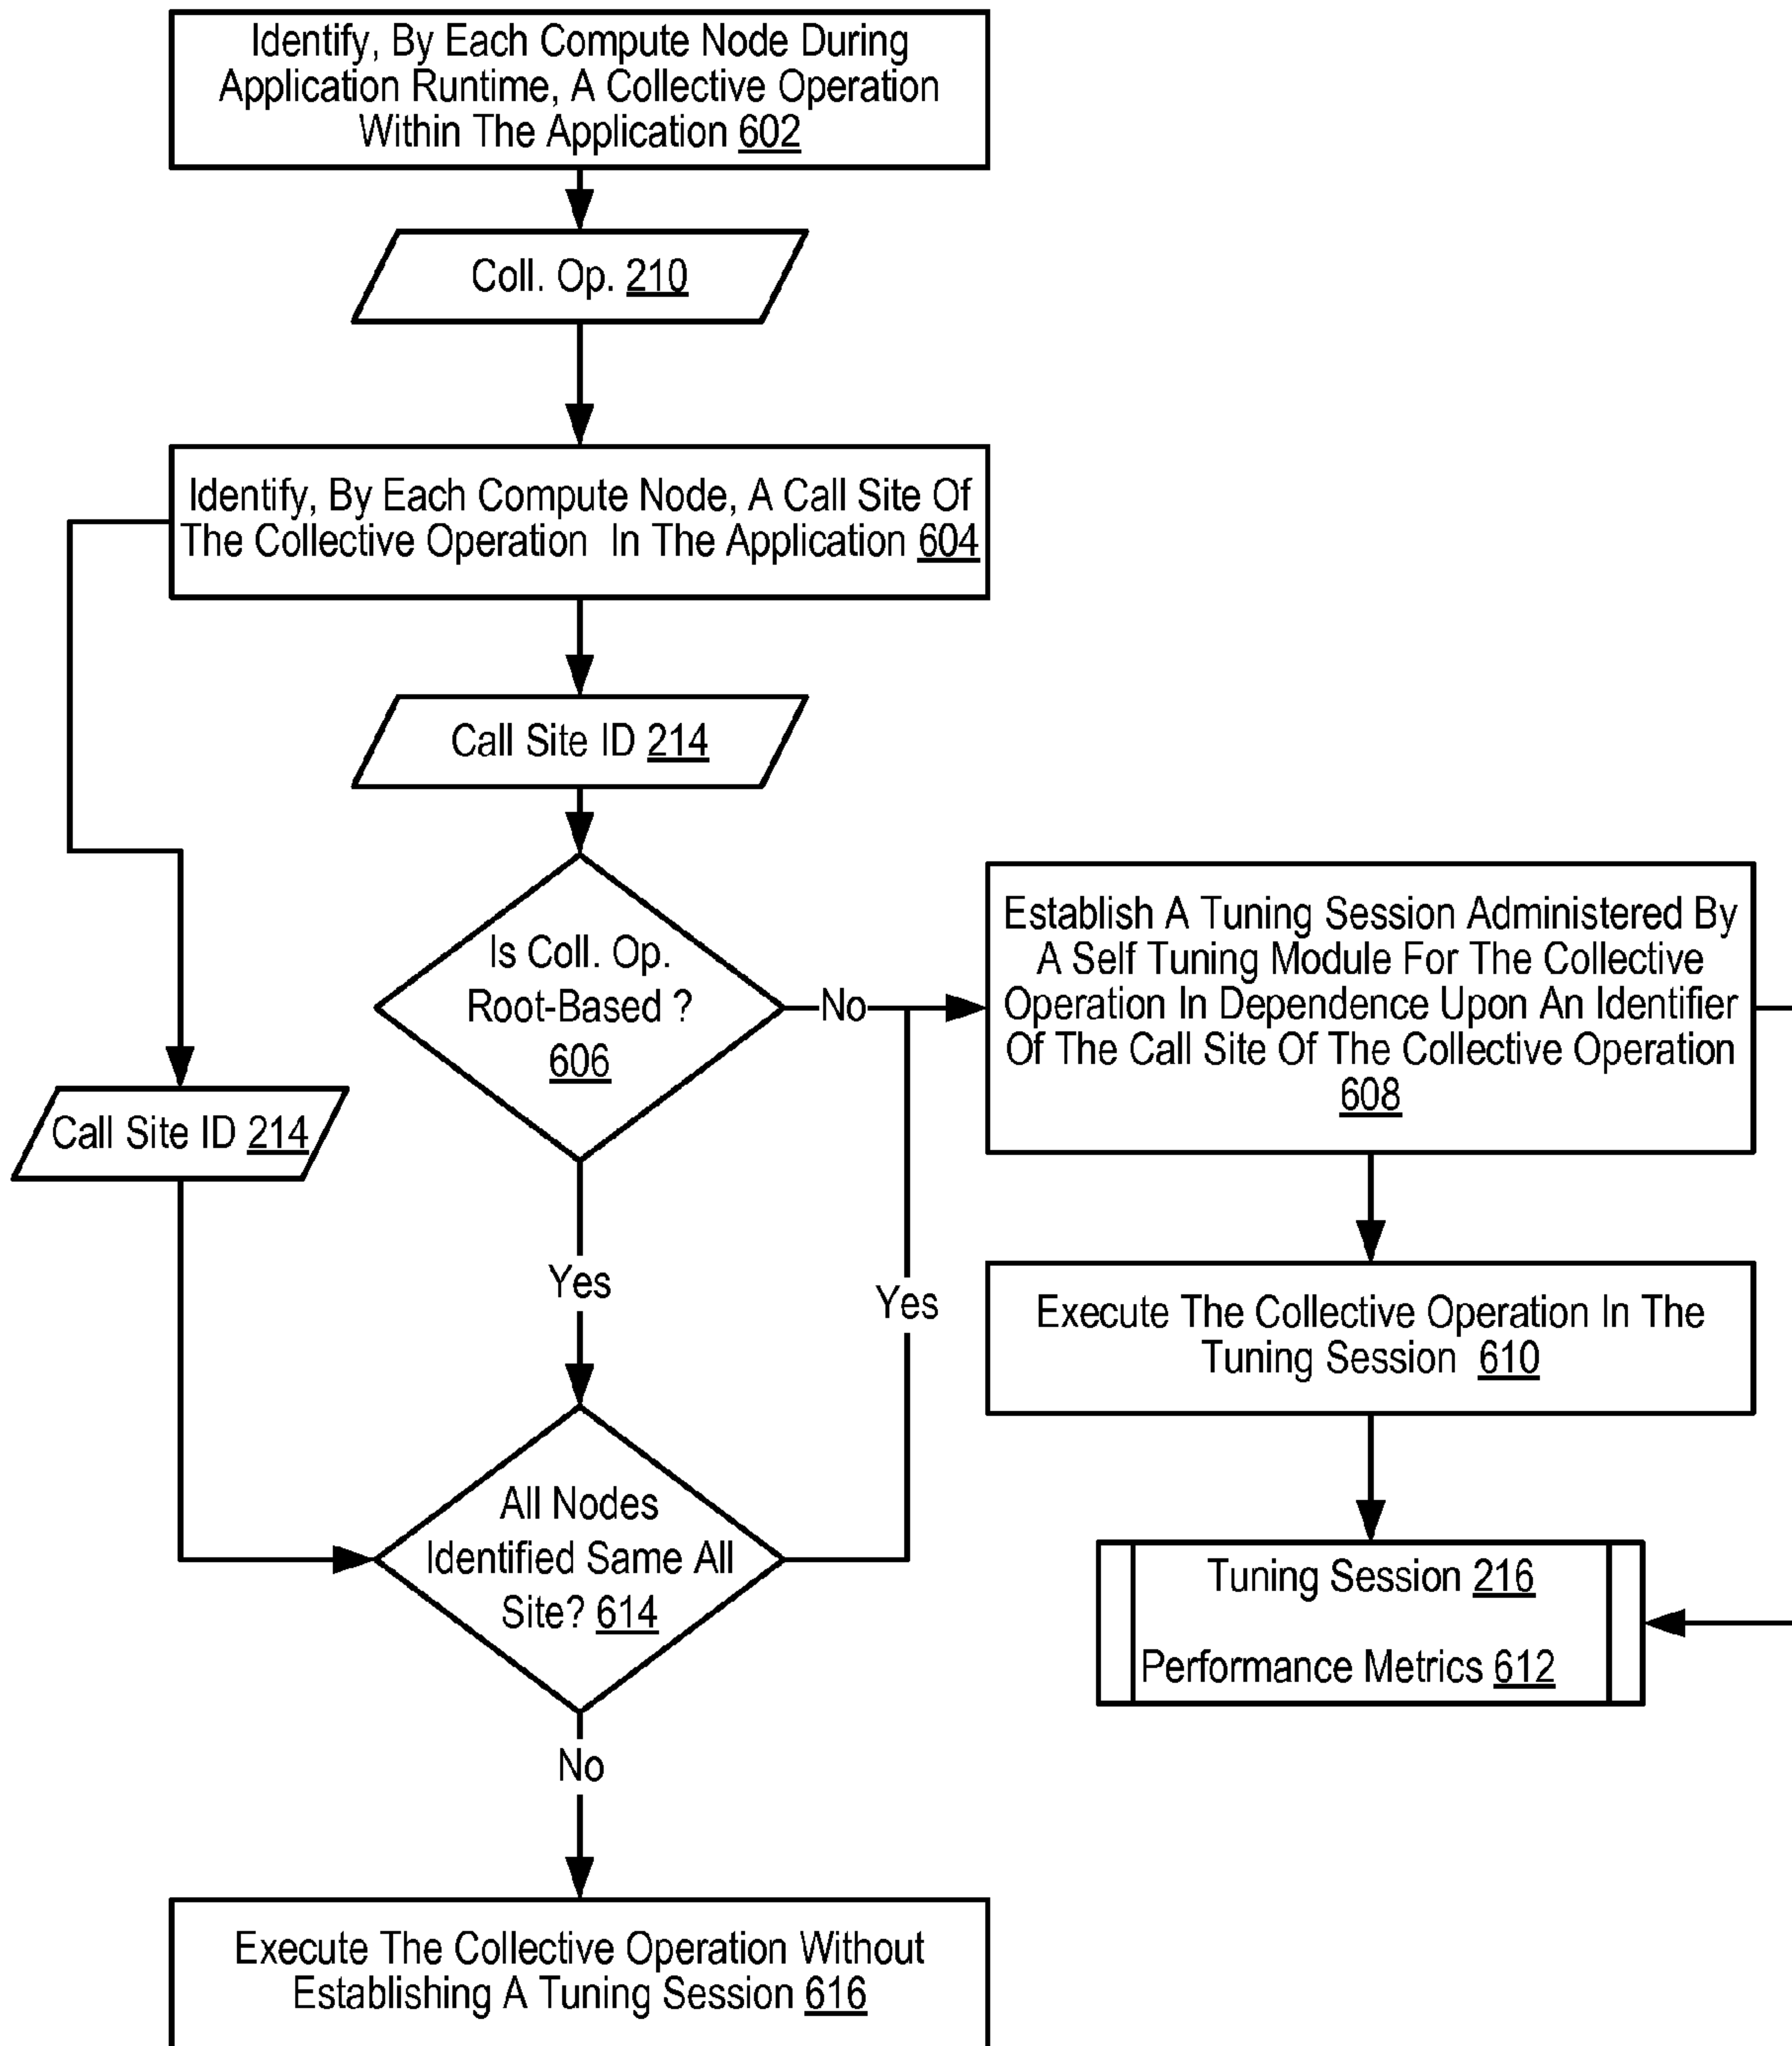 Identify, By Each Compute Node During
Application Runtime, A Collective Operation
Within The Application 602
Coll. Op. 210
Identify, By Each Compute Node, A Call Site Of
The Collective Operation In The Application 604
Call Site ID 214
Is Coll. Op.
Root-Based ?
606
No
Establish A Tuning Session Administered By
A Self Tuning Module For The Collective
Operation In Dependence Upon An Identifier
Of The Call Site Of The Collective Operation
608
Call Site ID 214
Yes
Yes
Execute The Collective Operation In The
Tuning Session 610
All Nodes
Identified Same All
Site? 614
Tuning Session 216
Performance Metrics 612
No
Execute The Collective Operation Without
Establishing A Tuning Session 616